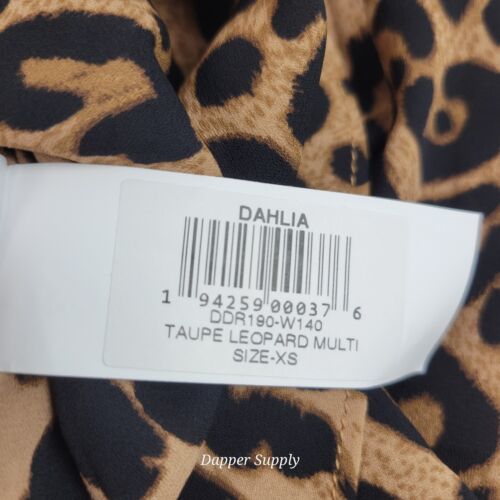 DAHLIA
1 94259 00037 6
DDR190-W140
TAUPE LEOPARD MULTI
SIZE-XS
Dapper Supply